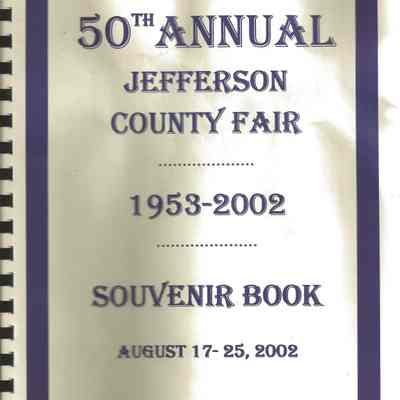 50TH ANNUAL
JEFFERSON
COUNTY FAIR
....................
1953-2002
.....................
SOUVENIR BOOK
AUGUST 17- 25, 2002